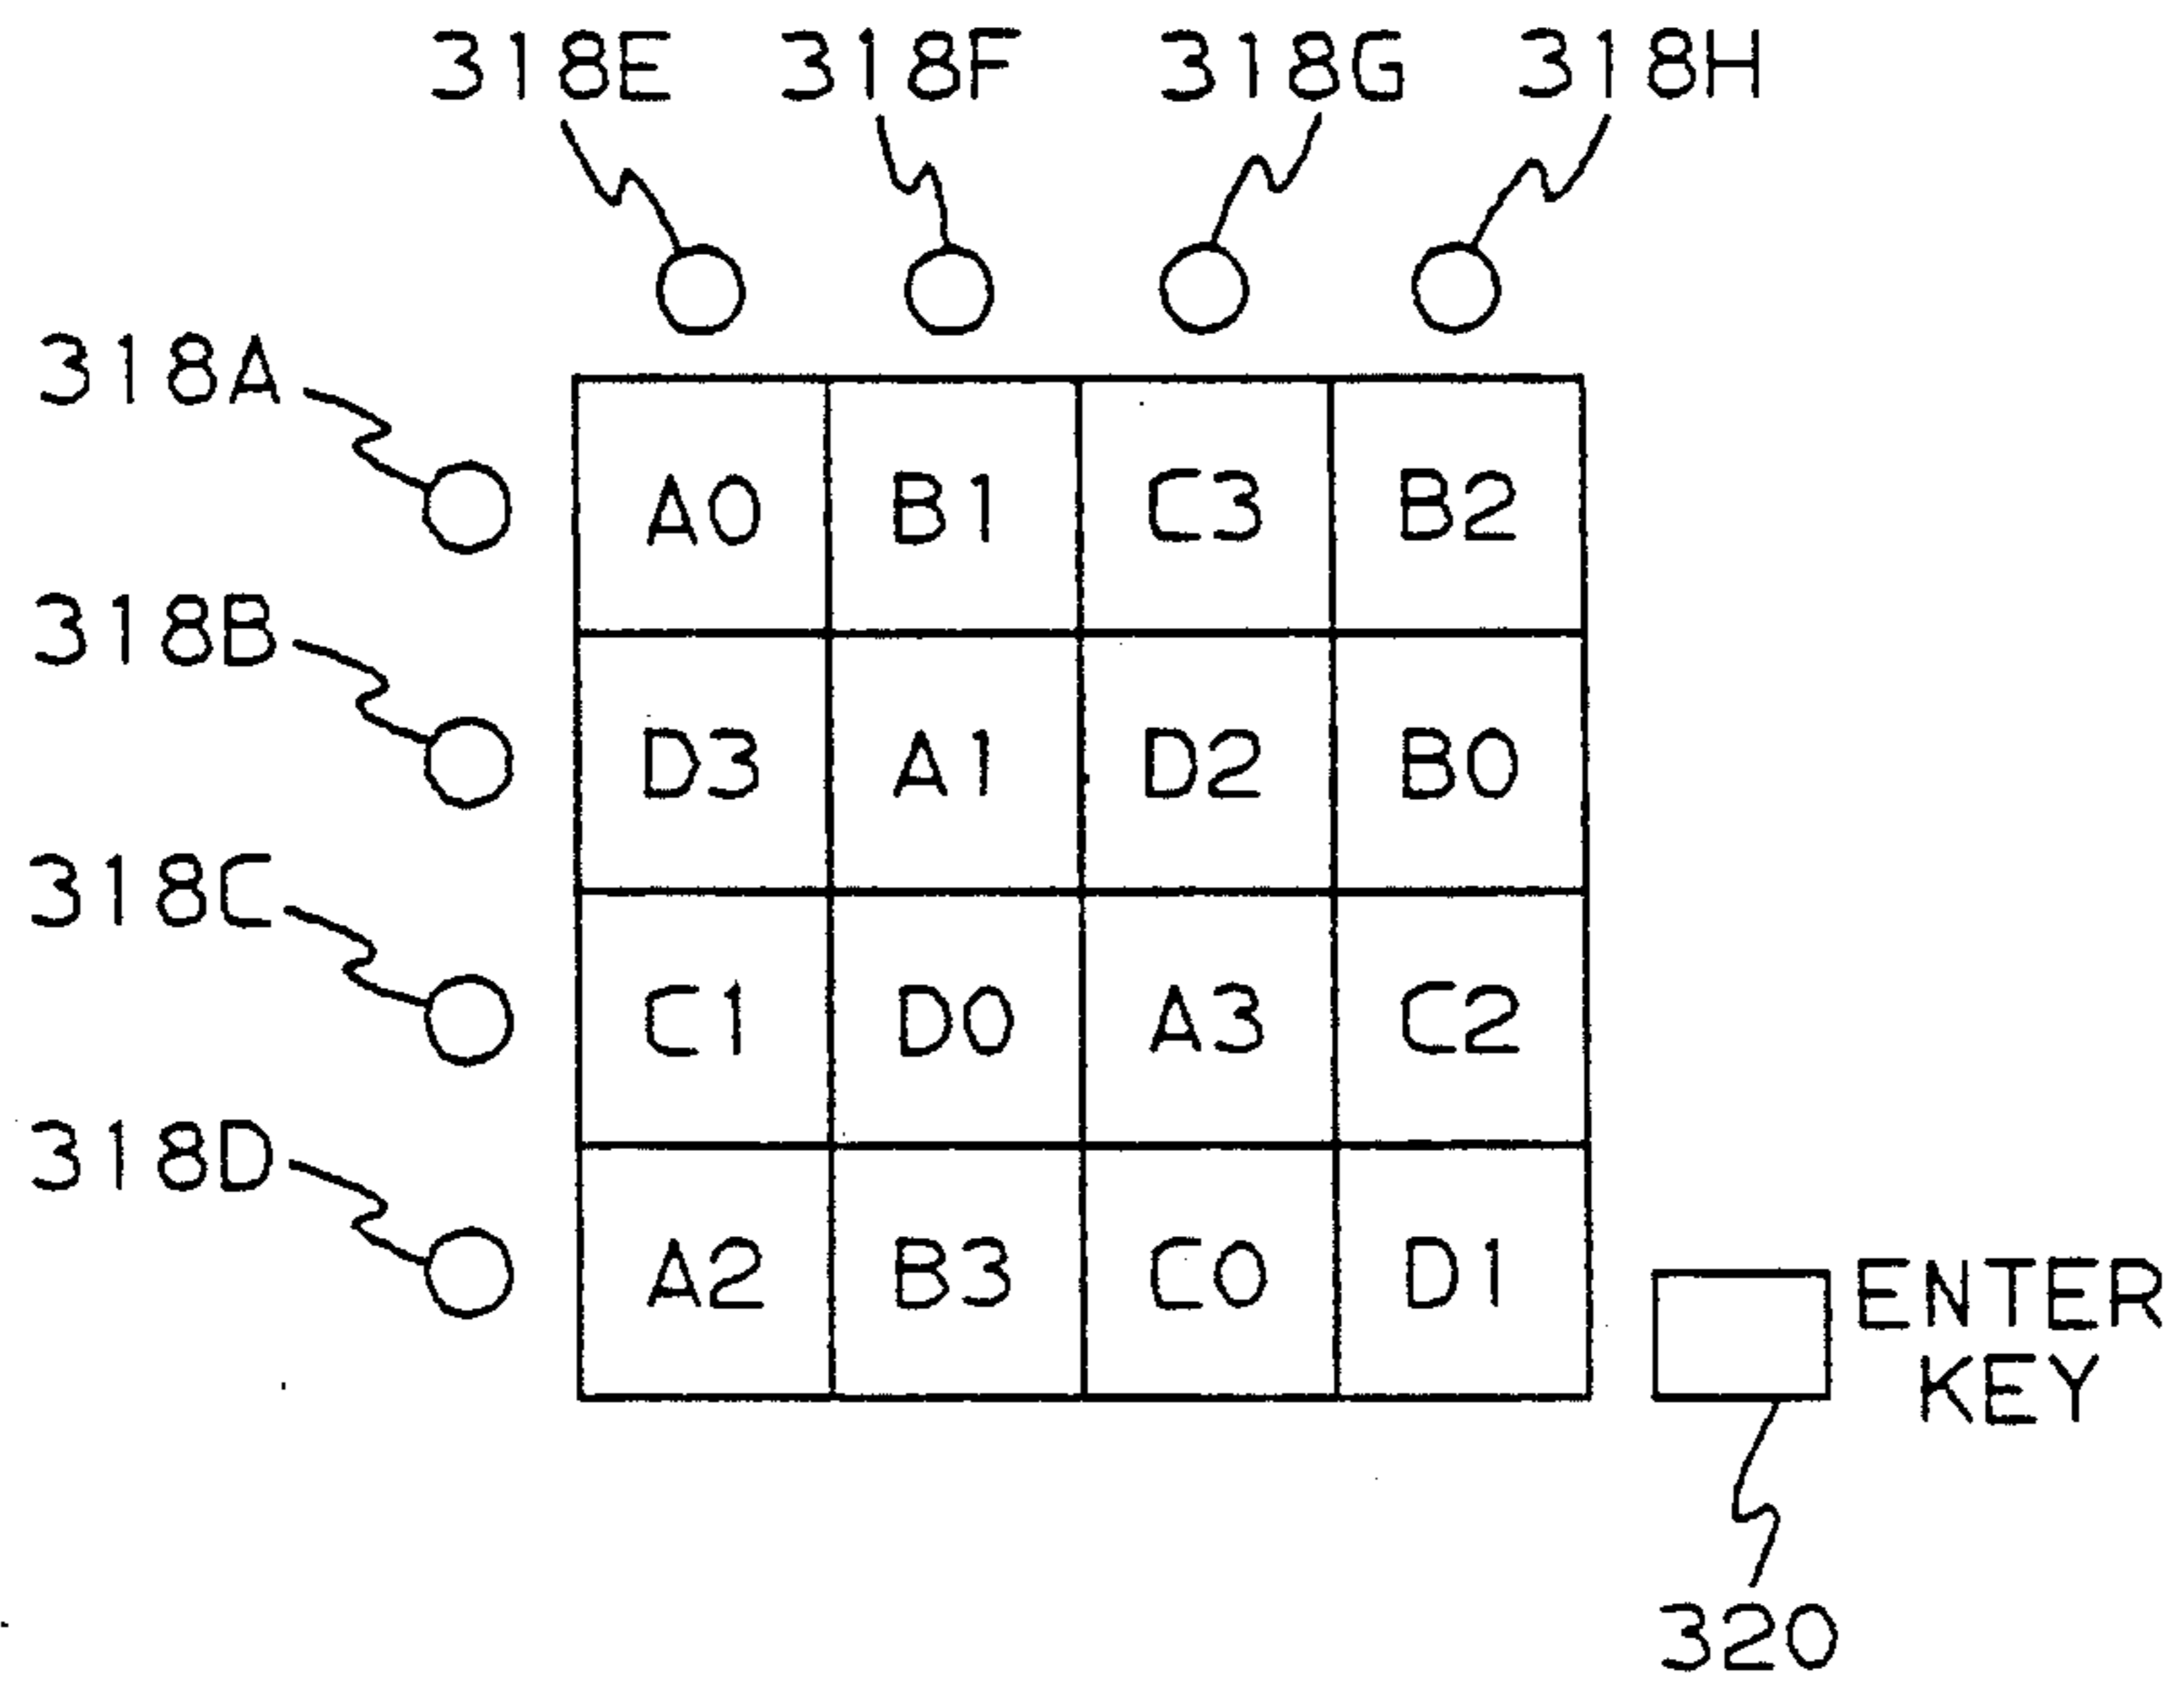 318E 318F 318G 318H
318A
A0 B1 C3 B2
318B
D3 A1 D2 B0
318C
C1 D0 A3 C2
318D
A2 B3 C0 D1
ENTER
KEY
320